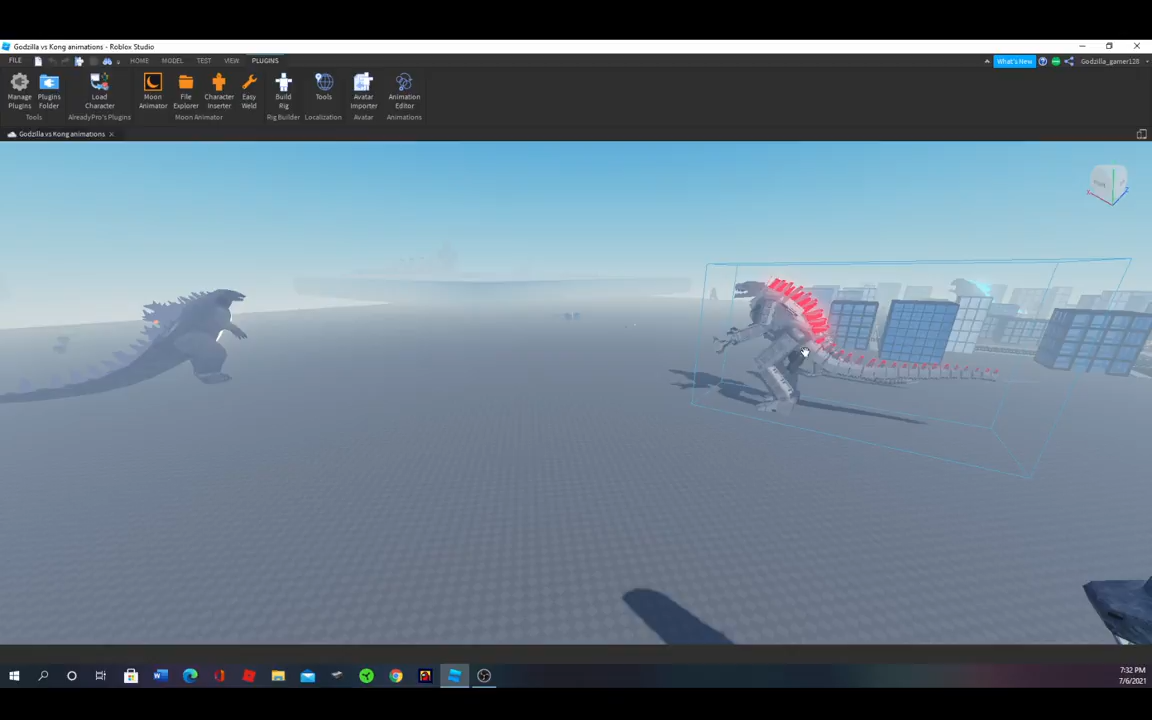 Godzilla vs Kong animations - Roblox Studio
FILE HOME MODEL TEST VIEW PLUGINS What's New Godzilla_gamer128
Manage Plugins
Plugins Folder
Load Character
Moon Animator
File Explorer
Character Inserter
Easy Weld
Build Rig
Tools
Avatar Importer
Animation Editor
Tools AlreadyPro's Plugins Moon Animator Rig Builder Localization Avatar Animations
Godzilla vs Kong animations
7:32 PM
7/6/2021